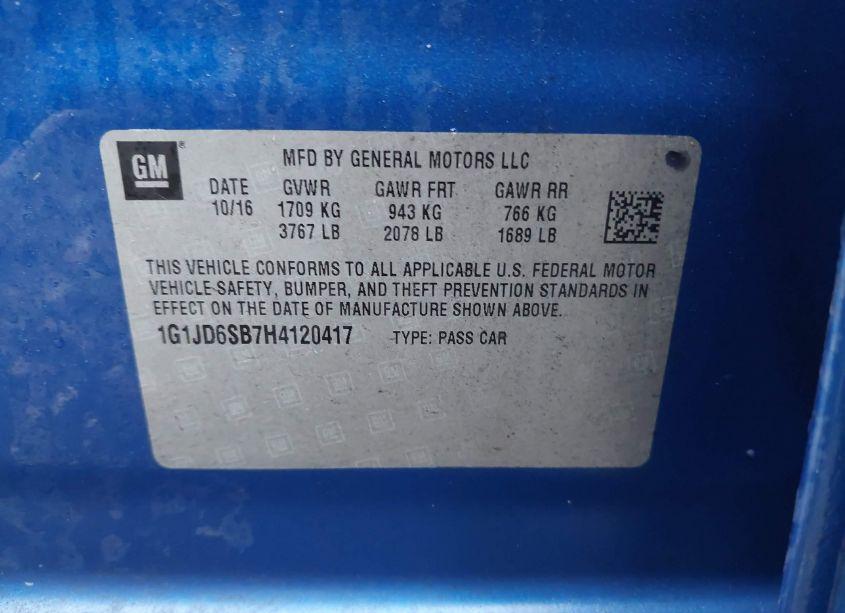 GM ®
MFD BY GENERAL MOTORS LLC
DATE GVWR GAWR FRT GAWR RR
10/16 1709 KG 943 KG 766 KG
3767 LB 2078 LB 1689 LB
THIS VEHICLE CONFORMS TO ALL APPLICABLE U.S. FEDERAL MOTOR
VEHICLE SAFETY, BUMPER, AND THEFT PREVENTION STANDARDS IN
EFFECT ON THE DATE OF MANUFACTURE SHOWN ABOVE.
1G1JD6SB7H4120417 TYPE: PASS CAR